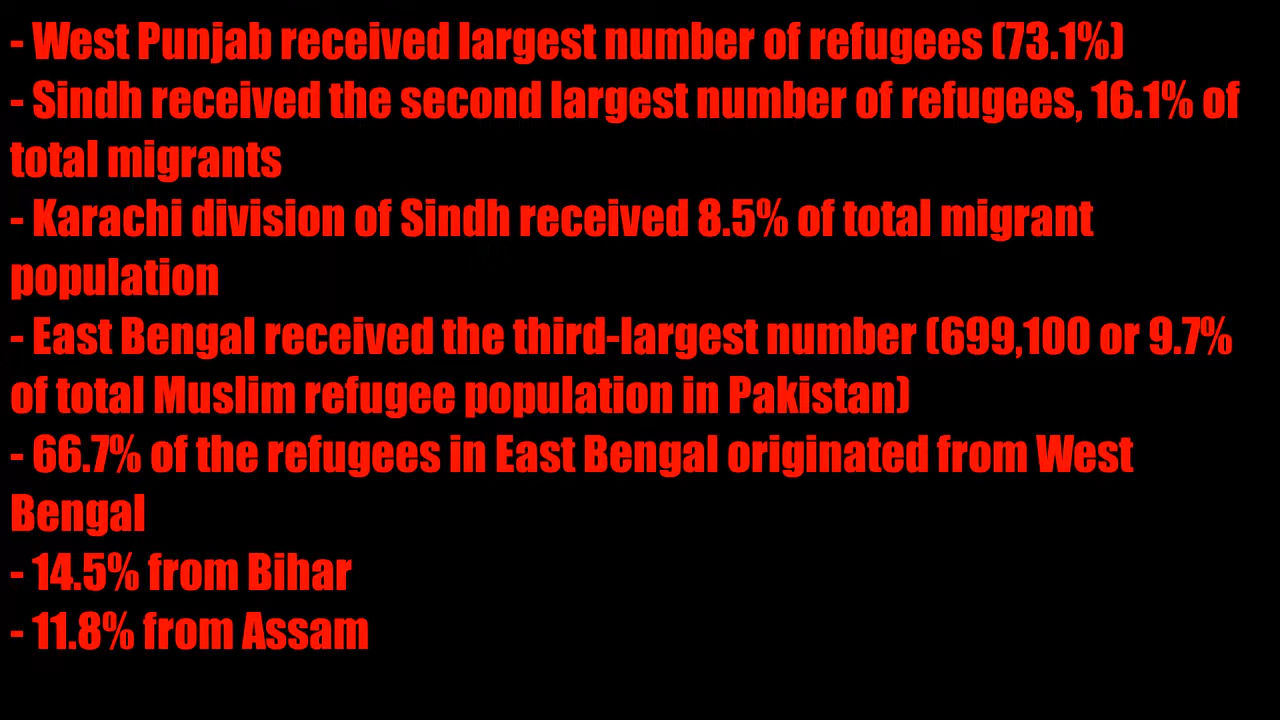 - West Punjab received largest number of refugees (73.1%)
- Sindh received the second largest number of refugees, 16.1% of
total migrants
- Karachi division of Sindh received 8.5% of total migrant
population
- East Bengal received the third-largest number (699,100 or 9.7%
of total Muslim refugee population in Pakistan)
- 66.7% of the refugees in East Bengal originated from West
Bengal
- 14.5% from Bihar
- 11.8% from Assam